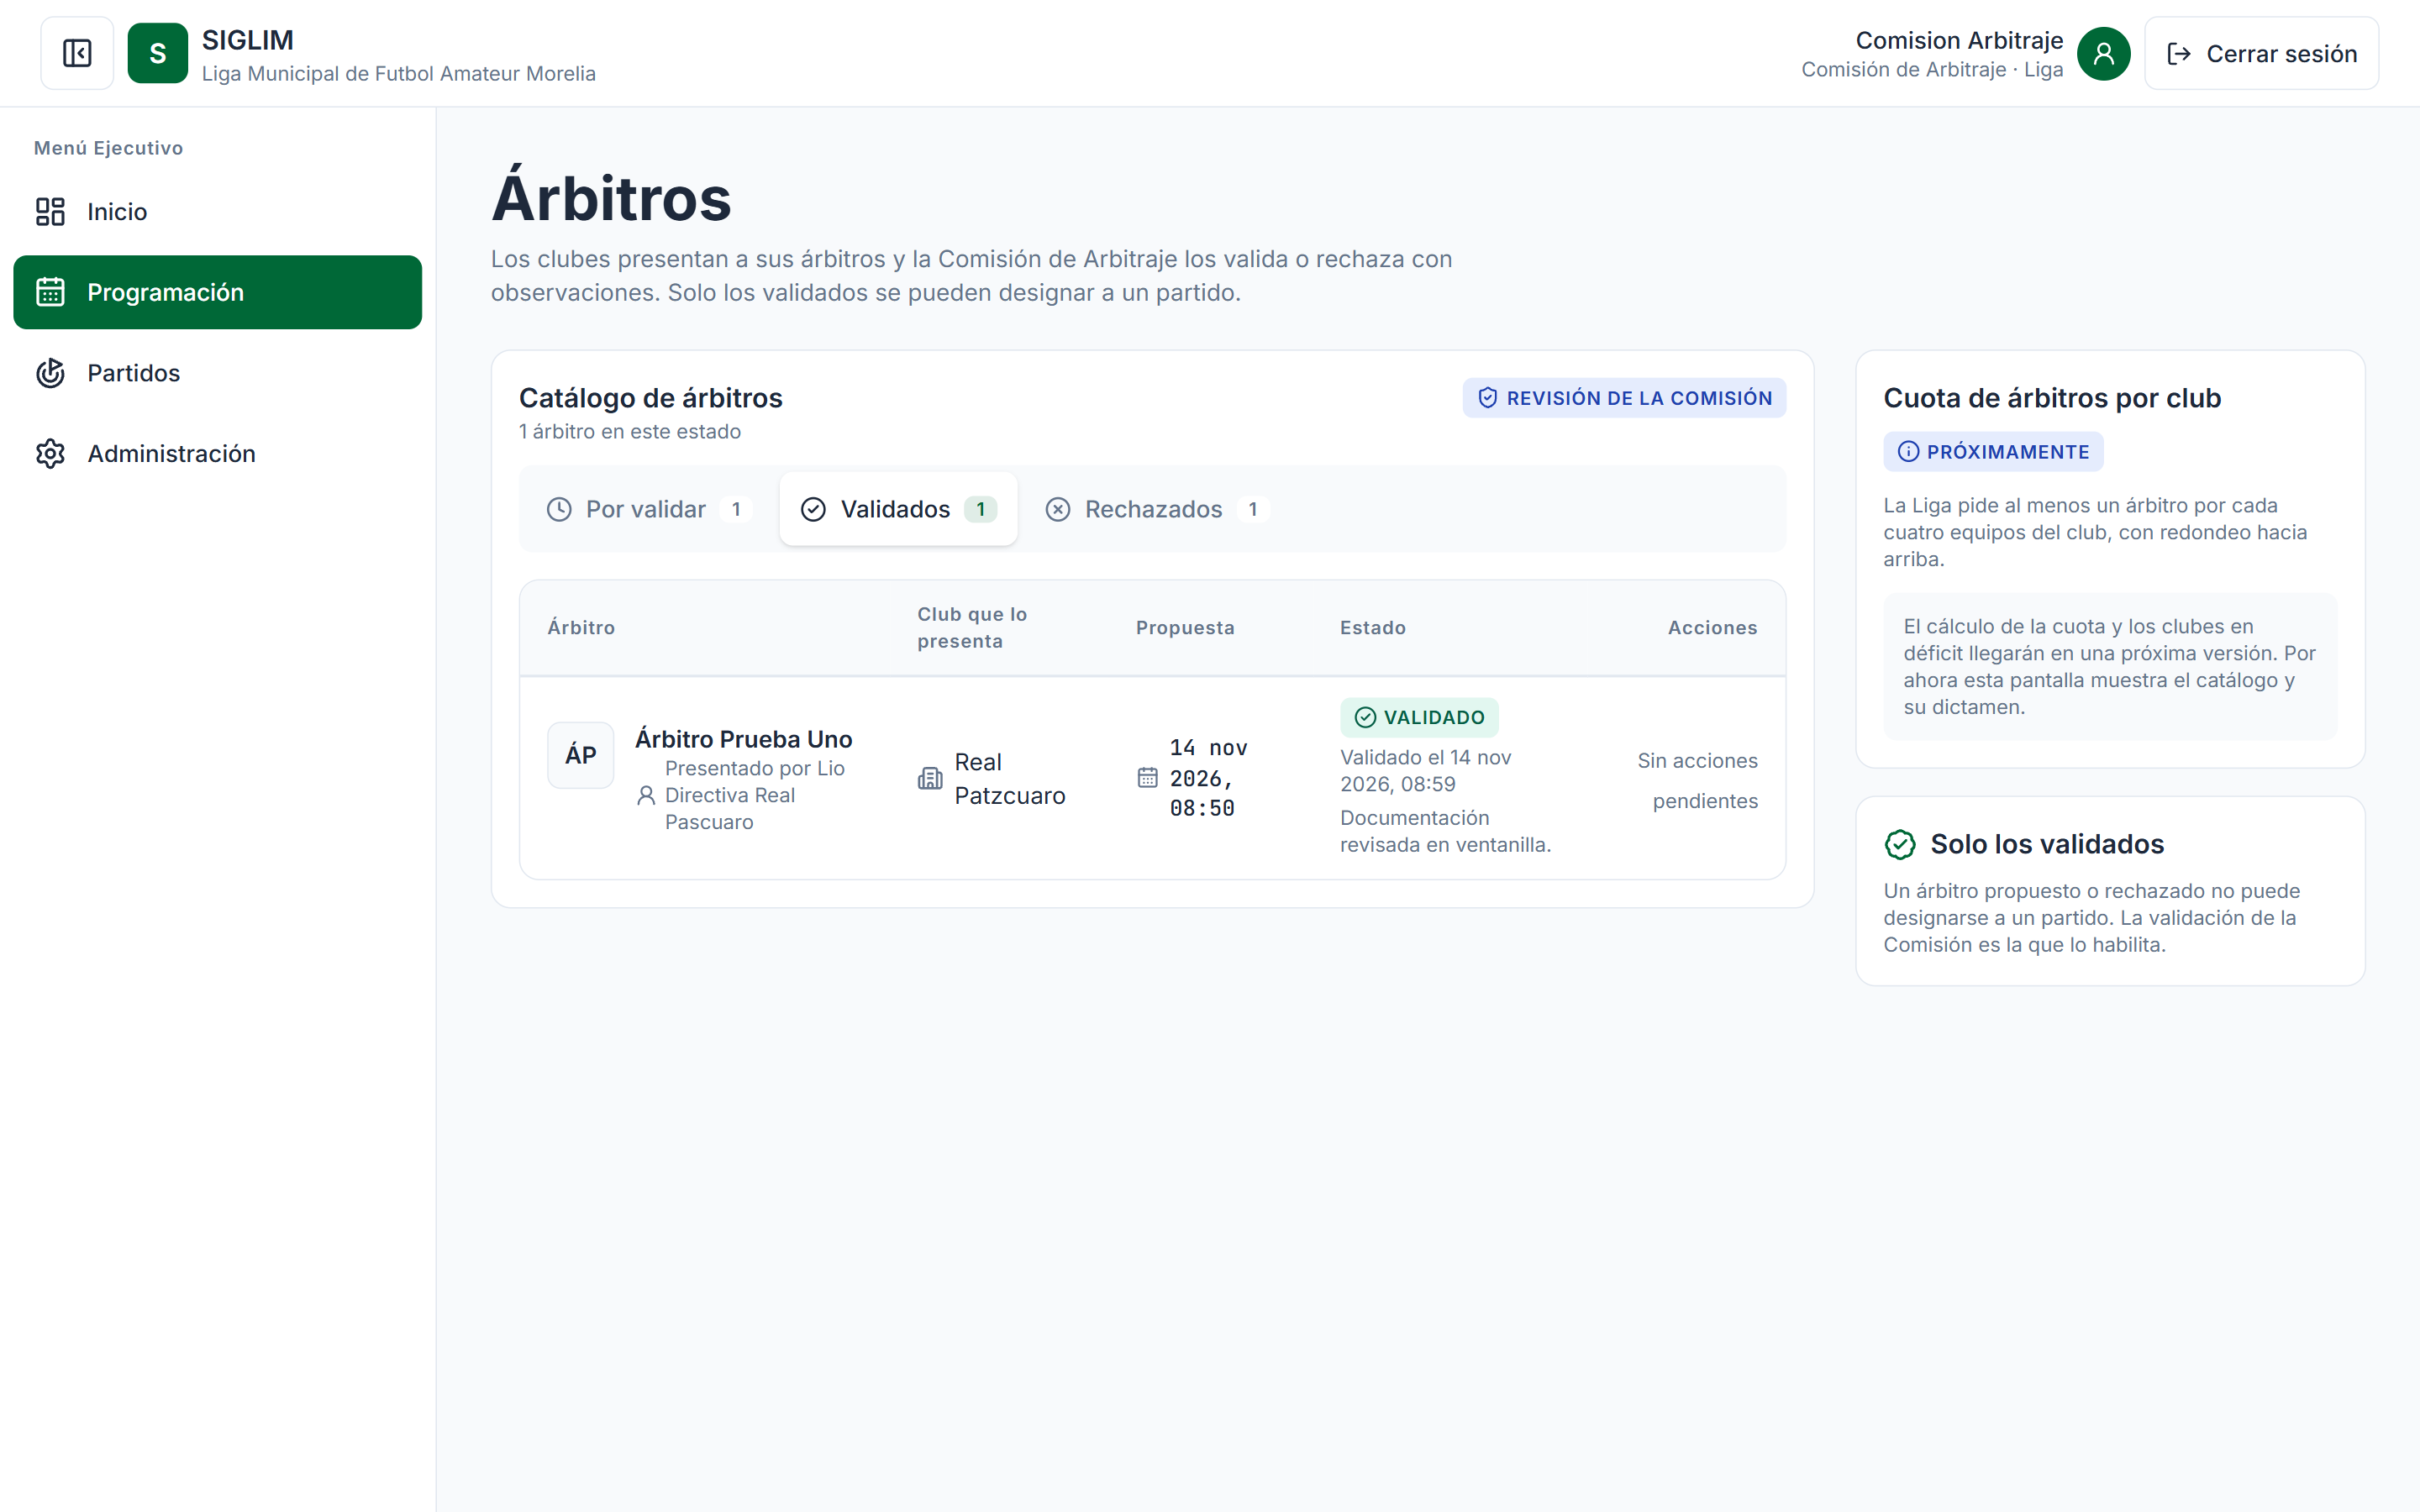 S
SIGLIM
Liga Municipal de Futbol Amateur Morelia
Comision Arbitraje
Comisión de Arbitraje · Liga
Cerrar sesión
Menú Ejecutivo
Inicio
Programación
Partidos
Administración
Árbitros
Los clubes presentan a sus árbitros y la Comisión de Arbitraje los valida o rechaza con
observaciones. Solo los validados se pueden designar a un partido.
Catálogo de árbitros
1 árbitro en este estado
REVISIÓN DE LA COMISIÓN
Por validar 1
Validados 1
Rechazados 1
Árbitro
Club que lo
presenta
Propuesta
Estado
Acciones
ÁP
Árbitro Prueba Uno
Presentado por Lio
Directiva Real
Pascuaro
Real
Patzcuaro
14 nov
2026,
08:50
VALIDADO
Validado el 14 nov
2026, 08:59
Documentación
revisada en ventanilla.
Sin acciones
pendientes
Cuota de árbitros por club
PRÓXIMAMENTE
La Liga pide al menos un árbitro por cada
cuatro equipos del club, con redondeo hacia
arriba.
El cálculo de la cuota y los clubes en
déficit llegarán en una próxima versión. Por
ahora esta pantalla muestra el catálogo y
su dictamen.
Solo los validados
Un árbitro propuesto o rechazado no puede
designarse a un partido. La validación de la
Comisión es la que lo habilita.